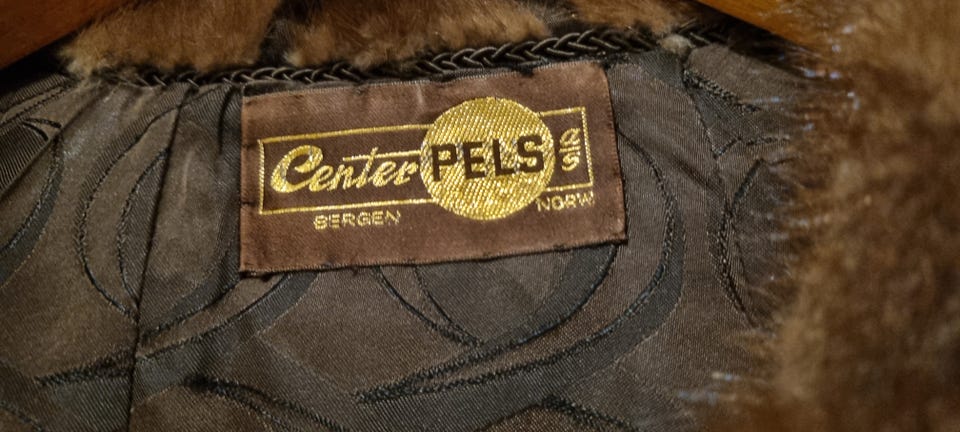 Center PELS a/s
BERGEN NORW